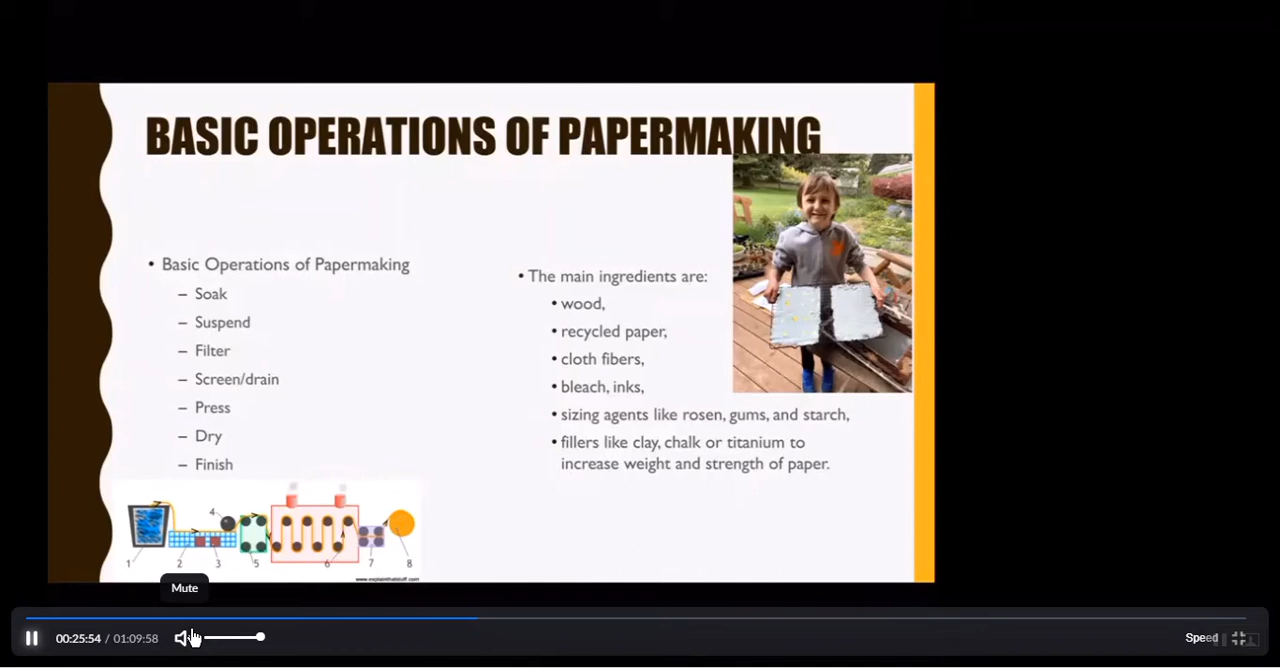 BASIC OPERATIONS OF PAPERMAKING
• Basic Operations of Papermaking
– Soak
– Suspend
– Filter
– Screen/drain
– Press
– Dry
– Finish
• The main ingredients are:
• wood,
• recycled paper,
• cloth fibers,
• bleach, inks,
• sizing agents like rosen, gums, and starch,
• fillers like clay, chalk or titanium to
increase weight and strength of paper.
4
1 2 3 5 6 7 8
www.explainthatstuff.com
Mute
00:25:54 / 01:09:58
Speed